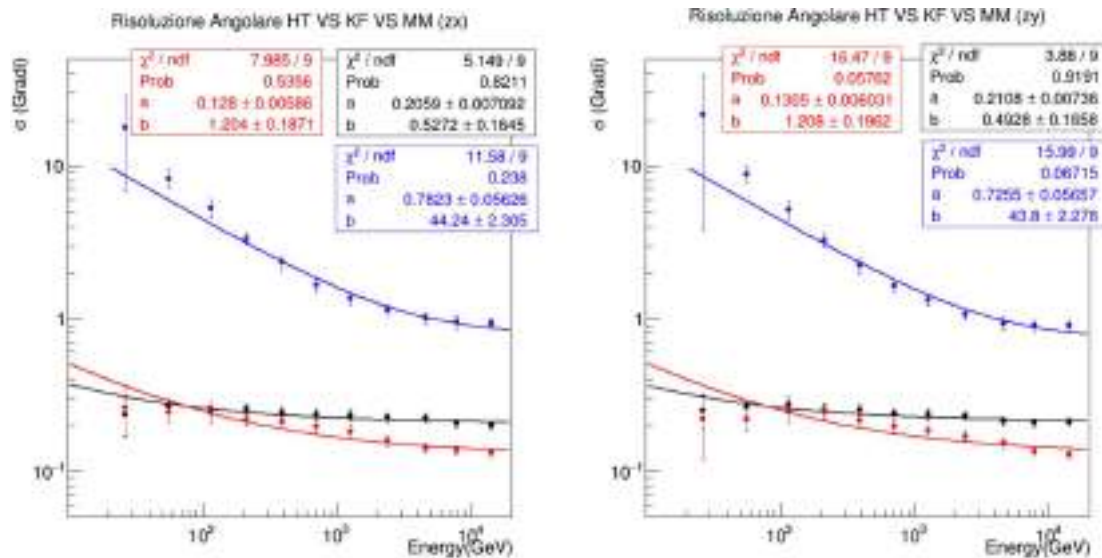 Risoluzione Angolare HT VS KF VS MM (zx)
σ (Gradi)
χ² / ndf 7.985 / 9
Prob 0.5356
a 0.128 ± 0.00586
b 1.204 ± 0.1871
χ² / ndf 5.149 / 9
Prob 0.8211
a 0.2059 ± 0.007092
b 0.5272 ± 0.1645
χ² / ndf 11.58 / 9
Prob 0.238
a 0.7823 ± 0.05626
b 44.24 ± 2.305
10
1
10⁻¹
10² 10³ 10⁴
Energy(GeV)
Risoluzione Angolare HT VS KF VS MM (zy)
σ (Gradi)
χ² / ndf 16.47 / 9
Prob 0.05762
a 0.1305 ± 0.006031
b 1.208 ± 0.1962
χ² / ndf 3.88 / 9
Prob 0.9191
a 0.2108 ± 0.00736
b 0.4928 ± 0.1658
χ² / ndf 15.99 / 9
Prob 0.06715
a 0.7255 ± 0.05657
b 43.8 ± 2.278
10
1
10⁻¹
10² 10³ 10⁴
Energy(GeV)